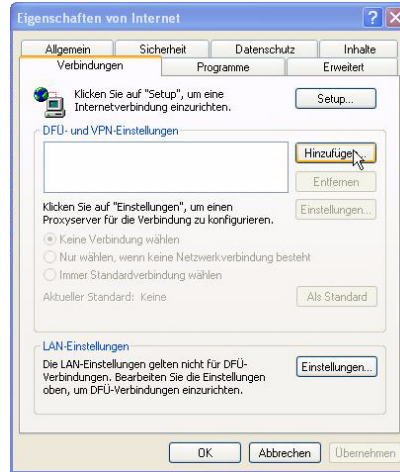 Eigenschaften von Internet
Allgemein Sicherheit Datenschutz Inhalte
Verbindungen Programme Erweitert
Klicken Sie auf "Setup", um eine
Internetverbindung einzurichten.
Setup...
DFÜ- und VPN-Einstellungen
Hinzufügen...
Entfernen
Klicken Sie auf "Einstellungen", um einen
Proxyserver für die Verbindung zu konfigurieren.
Einstellungen...
Keine Verbindung wählen
Nur wählen, wenn keine Netzwerkverbindung besteht
Immer Standardverbindung wählen
Aktueller Standard: Keine
Als Standard
LAN-Einstellungen
Die LAN-Einstellungen gelten nicht für DFÜ-
Verbindungen. Bearbeiten Sie die Einstellungen
oben, um DFÜ-Verbindungen einzurichten.
Einstellungen...
OK Abbrechen Übernehmen